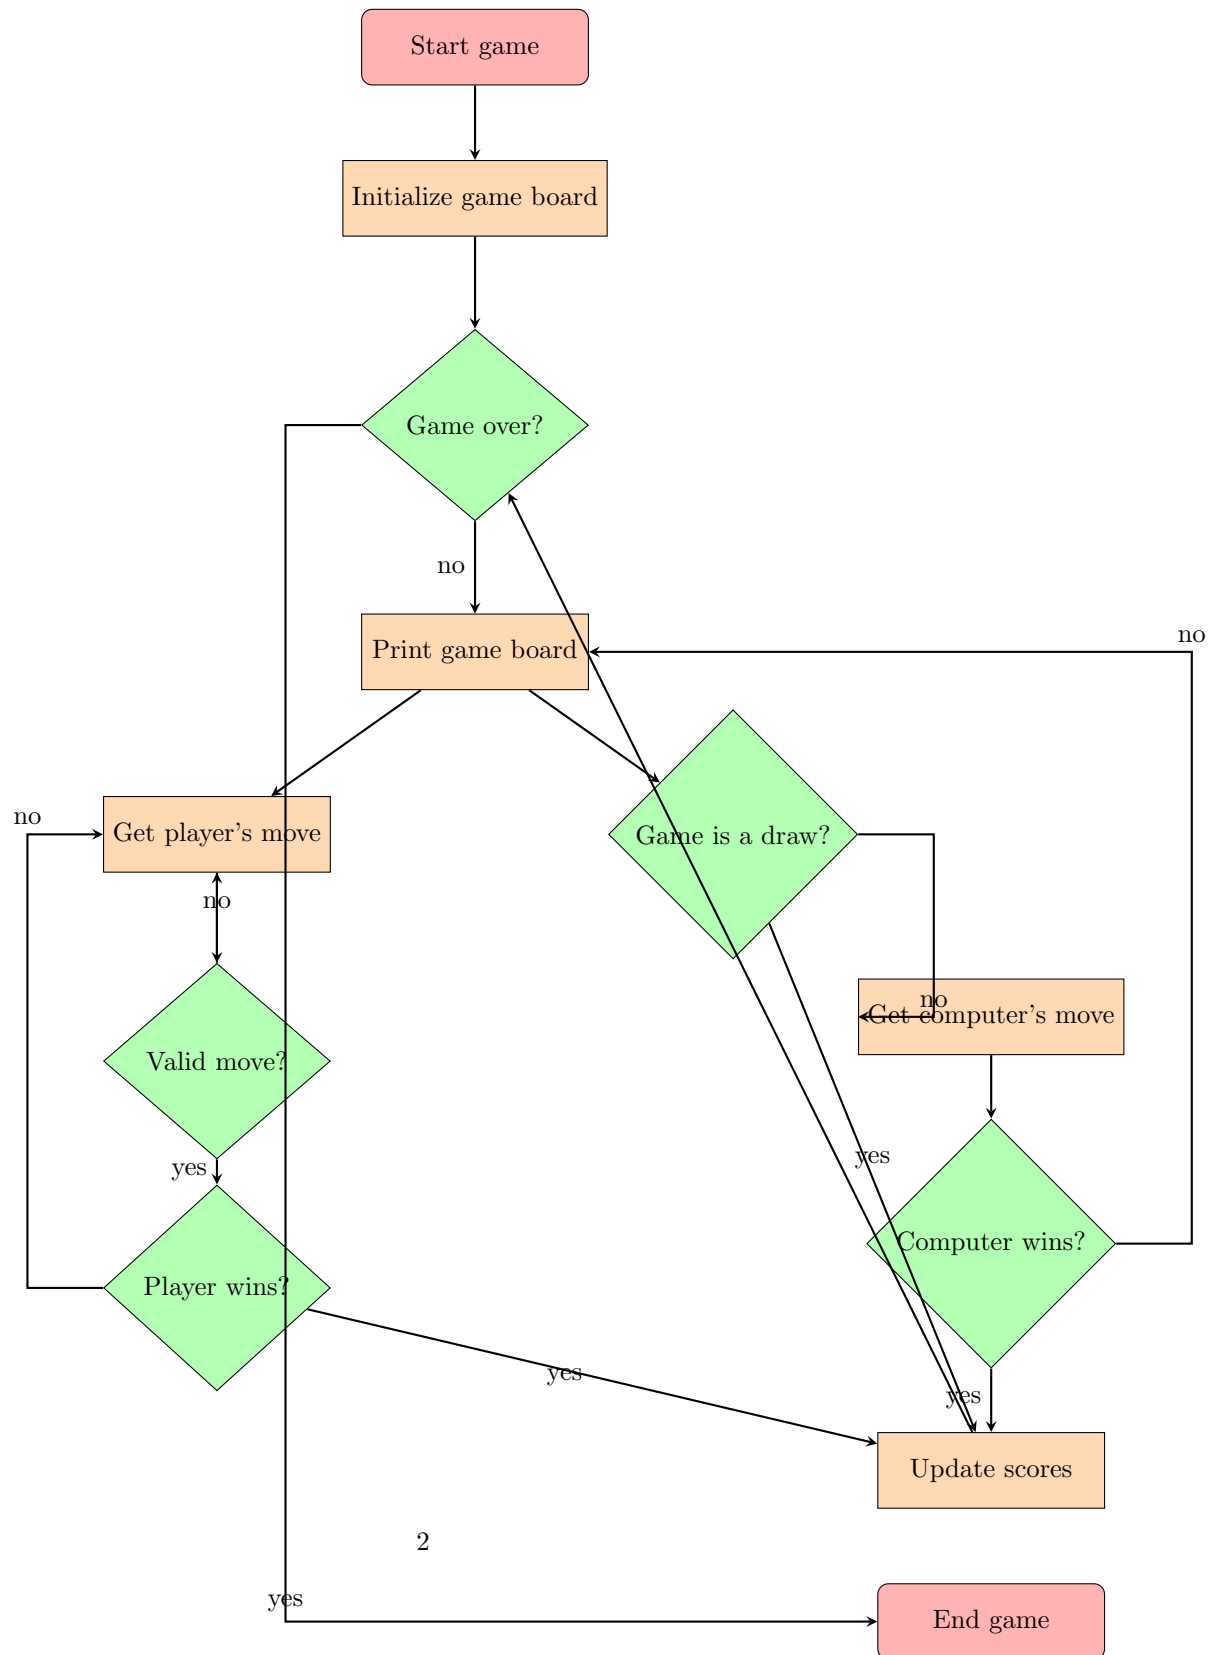 Start game
Initialize game board
Game over?
no
Print game board
no
no
Get player's move
Game is a draw?
no
Valid move?
no
Get computer's move
yes
yes
Player wins?
Computer wins?
yes
yes
Update scores
2
yes
End game